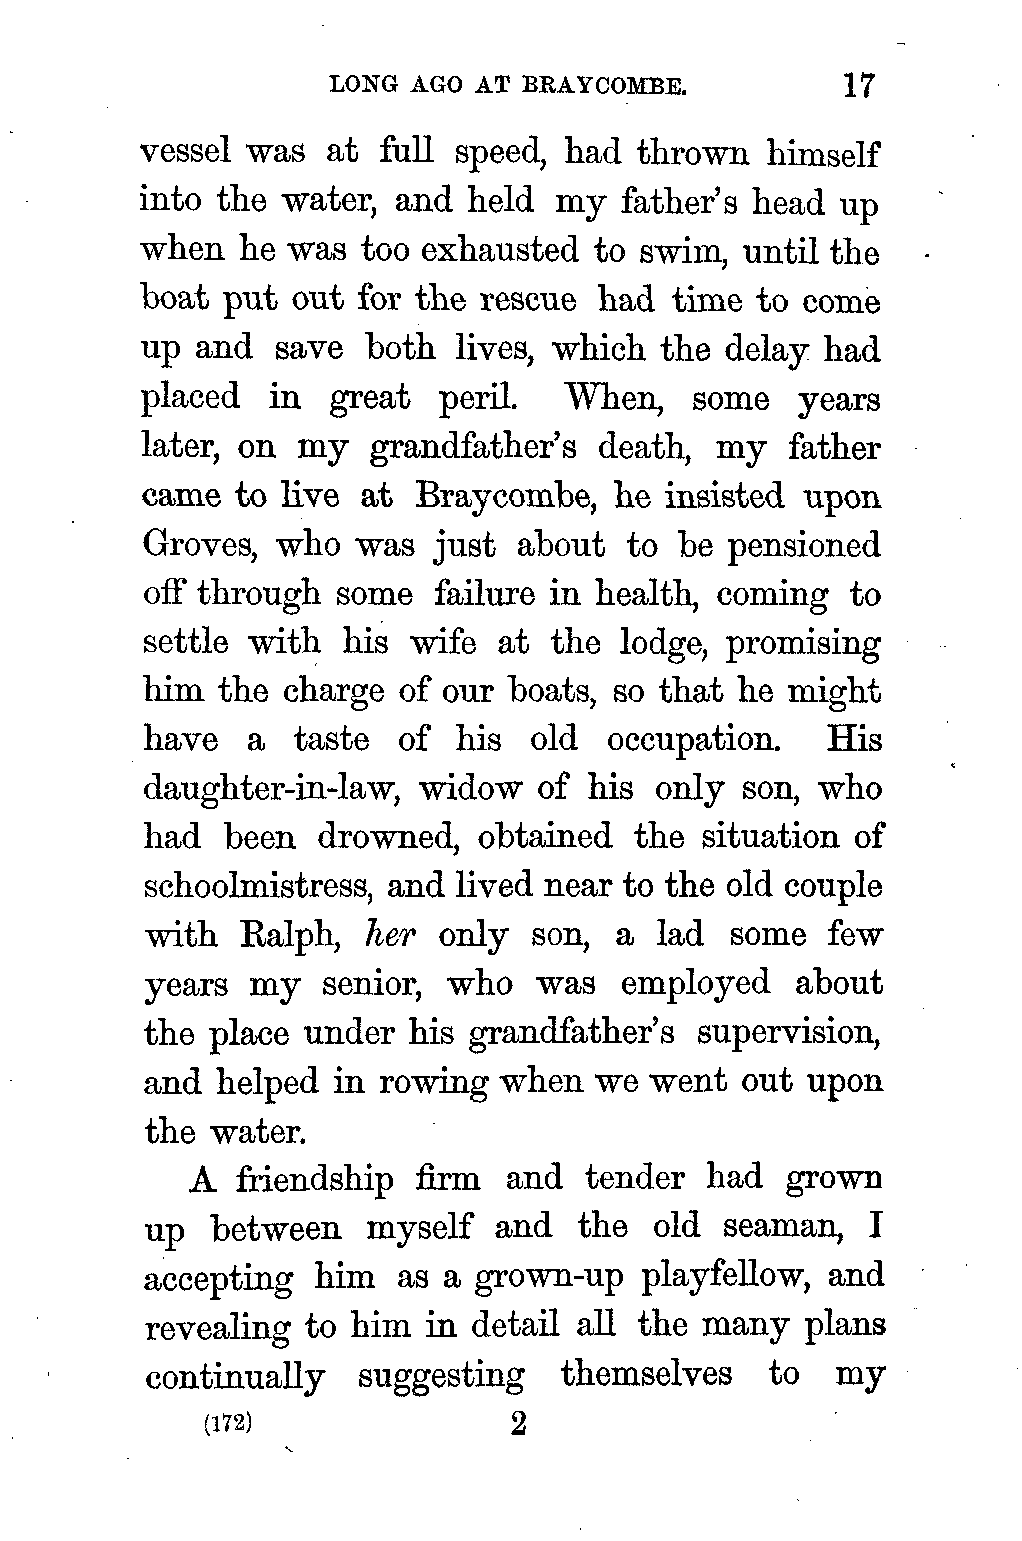 LONG AGO AT BRAYCOMBE. 17
vessel was at full speed, had thrown himself
into the water, and held my father's head up
when he was too exhausted to swim, until the
boat put out for the rescue had time to come
up and save both lives, which the delay had
placed in great peril. When, some years
later, on my grandfather's death, my father
came to live at Braycombe, he insisted upon
Groves, who was just about to be pensioned
off through some failure in health, coming to
settle with his wife at the lodge, promising
him the charge of our boats, so that he might
have a taste of his old occupation. His
daughter-in-law, widow of his only son, who
had been drowned, obtained the situation of
schoolmistress, and lived near to the old couple
with Ralph, her only son, a lad some few
years my senior, who was employed about
the place under his grandfather's supervision,
and helped in rowing when we went out upon
the water.
A friendship firm and tender had grown
up between myself and the old seaman, I
accepting him as a grown-up playfellow, and
revealing to him in detail all the many plans
continually suggesting themselves to my
(172) 2